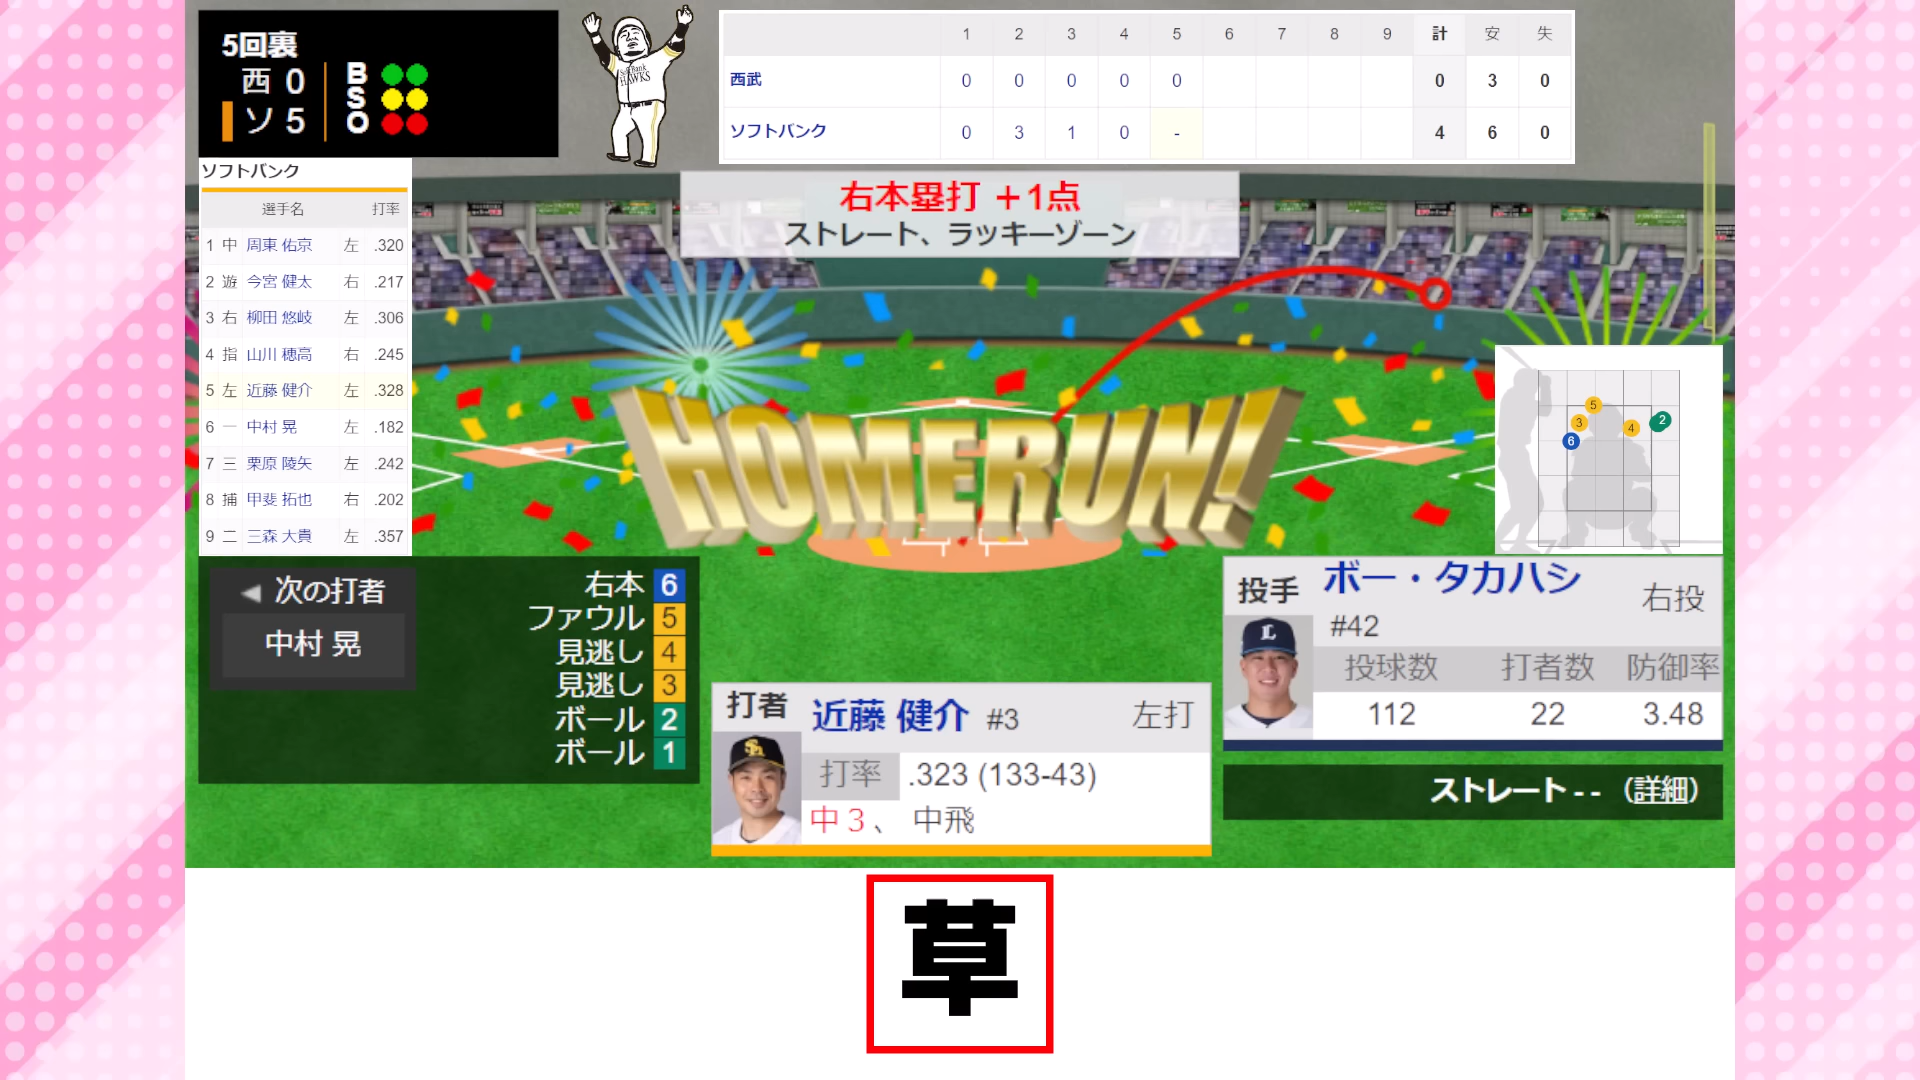 5回裏
西 0
ソ 5
B
S
O
SoftBank
HAWKS
1 2 3 4 5 6 7 8 9 計 安 失
西武 0 0 0 0 0 0 3 0
ソフトバンク 0 3 1 0 - 4 6 0
右本塁打 +1点
ストレート、ラッキーゾーン
ソフトバンク
選手名 打率
1 中 周東 佑京 左 .320
2 遊 今宮 健太 右 .217
3 右 柳田 悠岐 左 .306
4 指 山川 穂高 右 .245
5 左 近藤 健介 左 .328
6 一 中村 晃 左 .182
7 三 栗原 陵矢 左 .242
8 捕 甲斐 拓也 右 .202
9 二 三森 大貴 左 .357
HOMERUN!
5
3
4
2
6
◀ 次の打者
中村 晃
右本 6
ファウル 5
見逃し 4
見逃し 3
ボール 2
ボール 1
打者 近藤 健介 #3 左打
打率 .323 (133-43)
中3、 中飛
投手 ボー・タカハシ 右投
#42
投球数 打者数 防御率
112 22 3.48
ストレート - - (詳細)
草